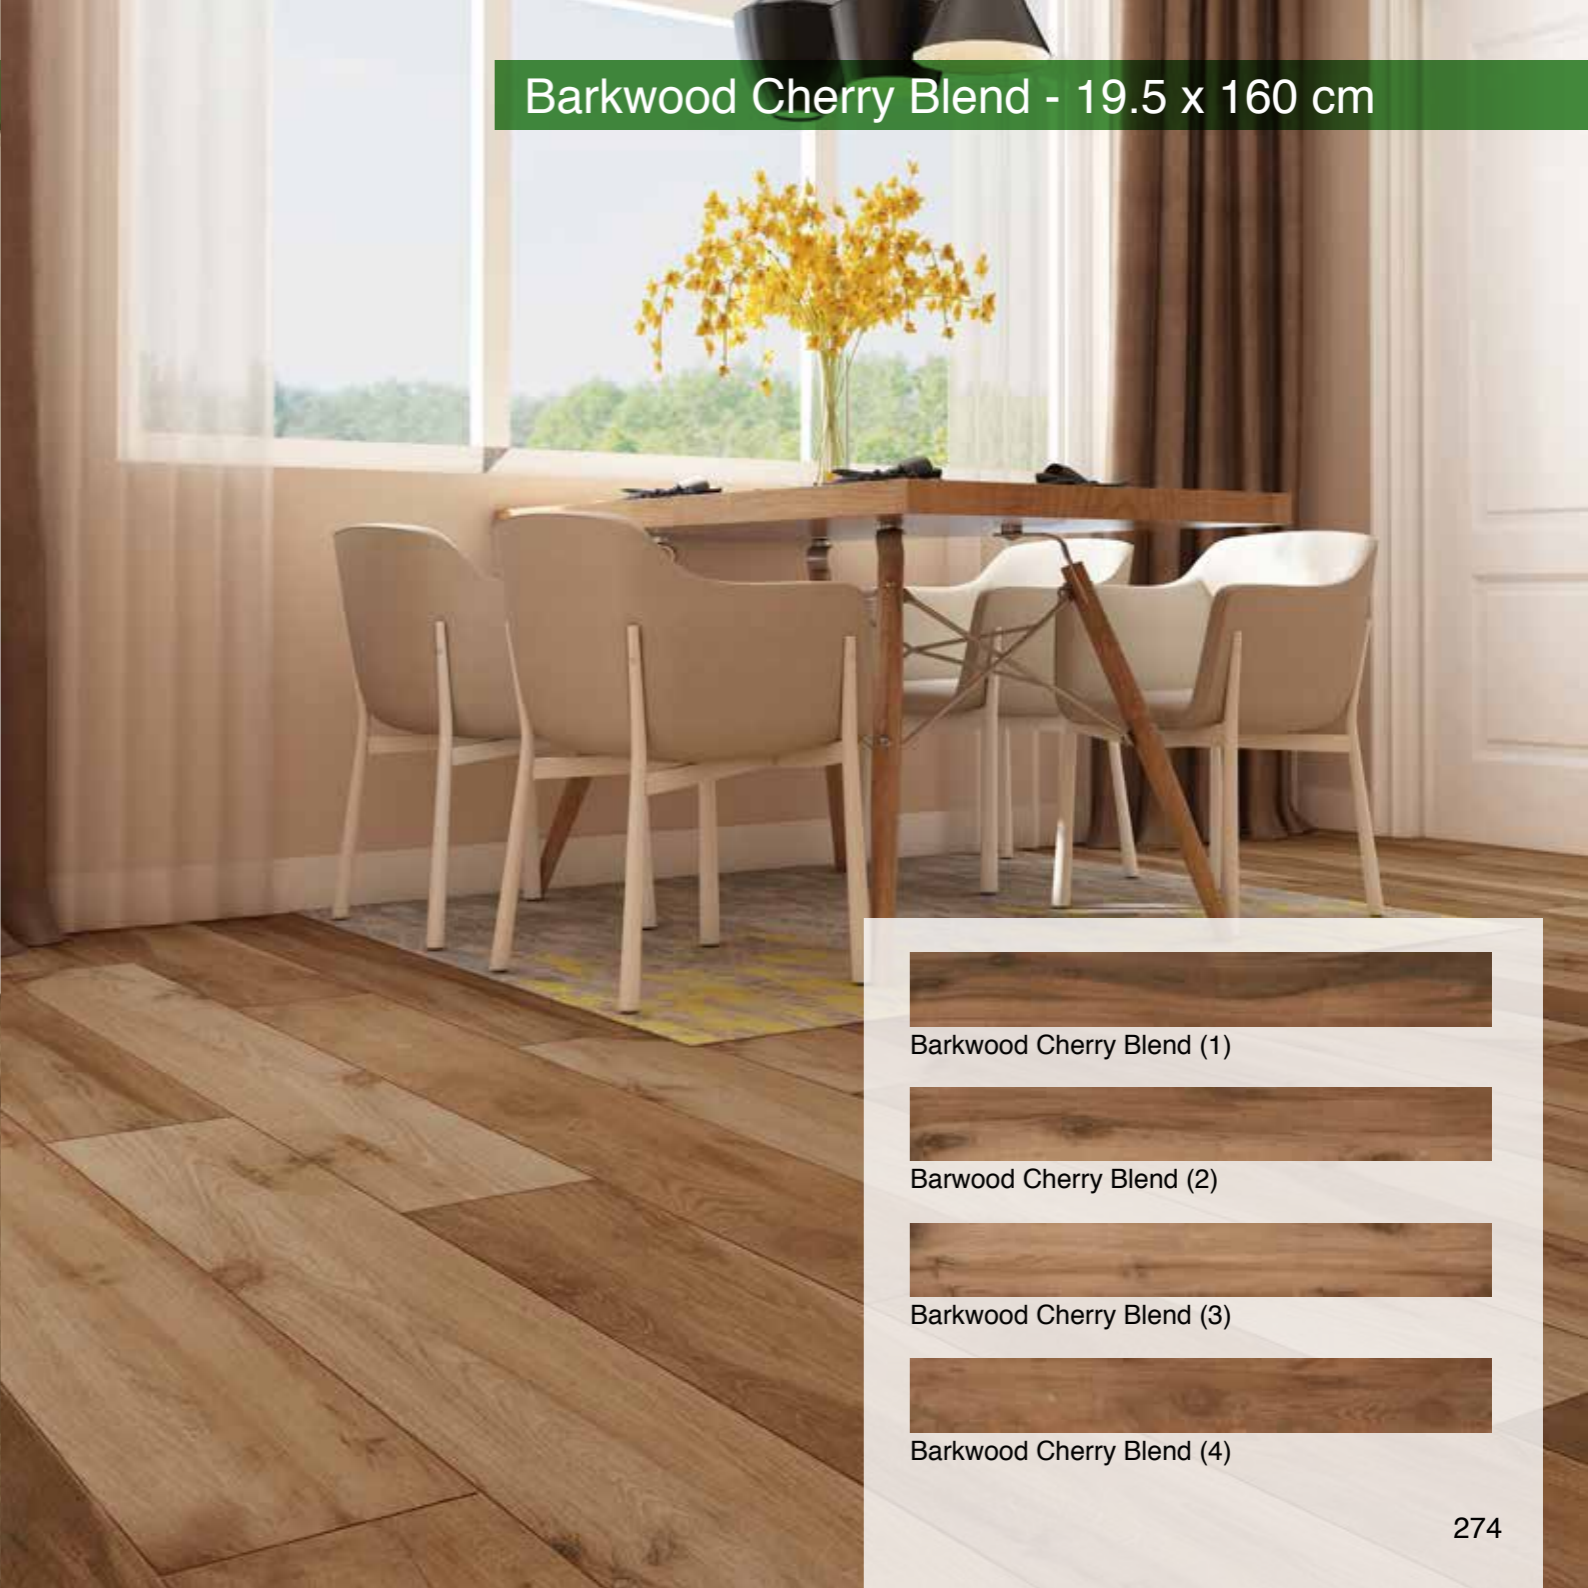 Barkwood Cherry Blend - 19.5 x 160 cm
Barkwood Cherry Blend (1)
Barwood Cherry Blend (2)
Barkwood Cherry Blend (3)
Barkwood Cherry Blend (4)
274